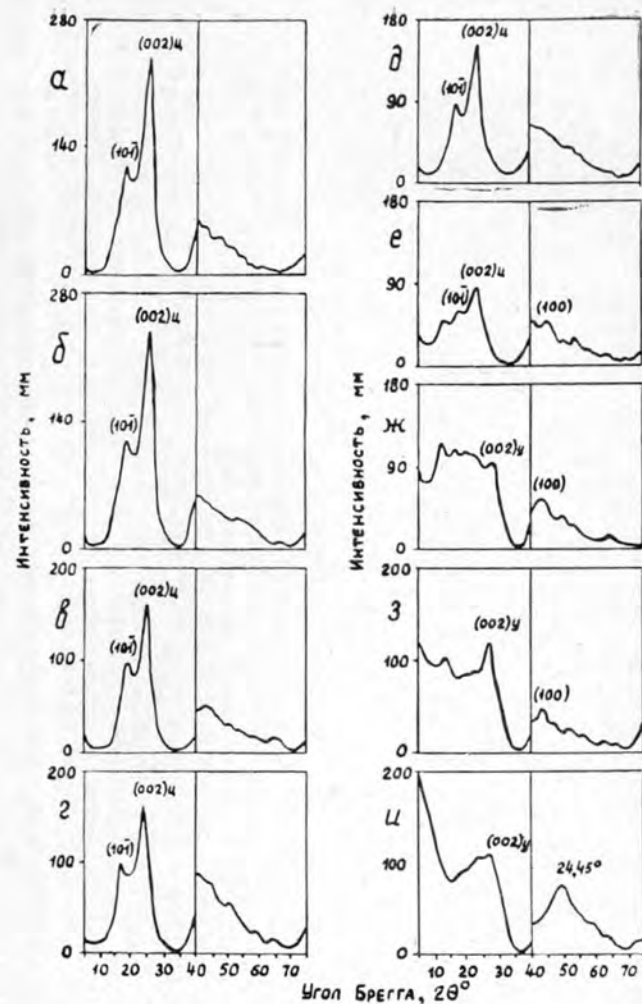 280
140
0
а
(101̄)
(002)ц
280
140
0
б
(101̄)
(002)ц
200
100
0
в
(101̄)
(002)ц
200
100
0
г
(101̄)
(002)ц
10 20 30 40 50 60 70
Интенсивность, мм
90
0
д
(101̄)
(002)ц
180
90
0
е
(101̄)
(002)ц
(100)
180
90
0
ж
(002)у
(100)
200
100
0
з
(002)у
(100)
200
100
0
и
(002)у
24,45°
10 20 30 40 50 60 70
Интенсивность, мм
Угол Брегга, 2θ°